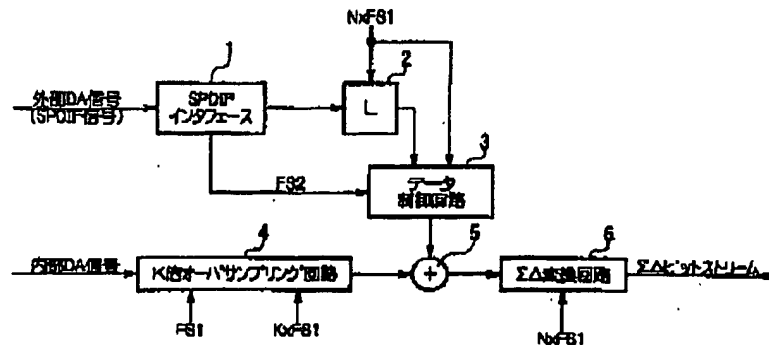 NxFS1
1
2
外部DA信号
(SPDIF信号)
SPDIF
インタフェース
L
3
FS2
データ
制御回路
4
5
6
内部DA信号
K倍オーバサンプリング回路
+
ΣΔ変換回路
ΣΔビットストリーム
FS1
KxFS1
NxFS1